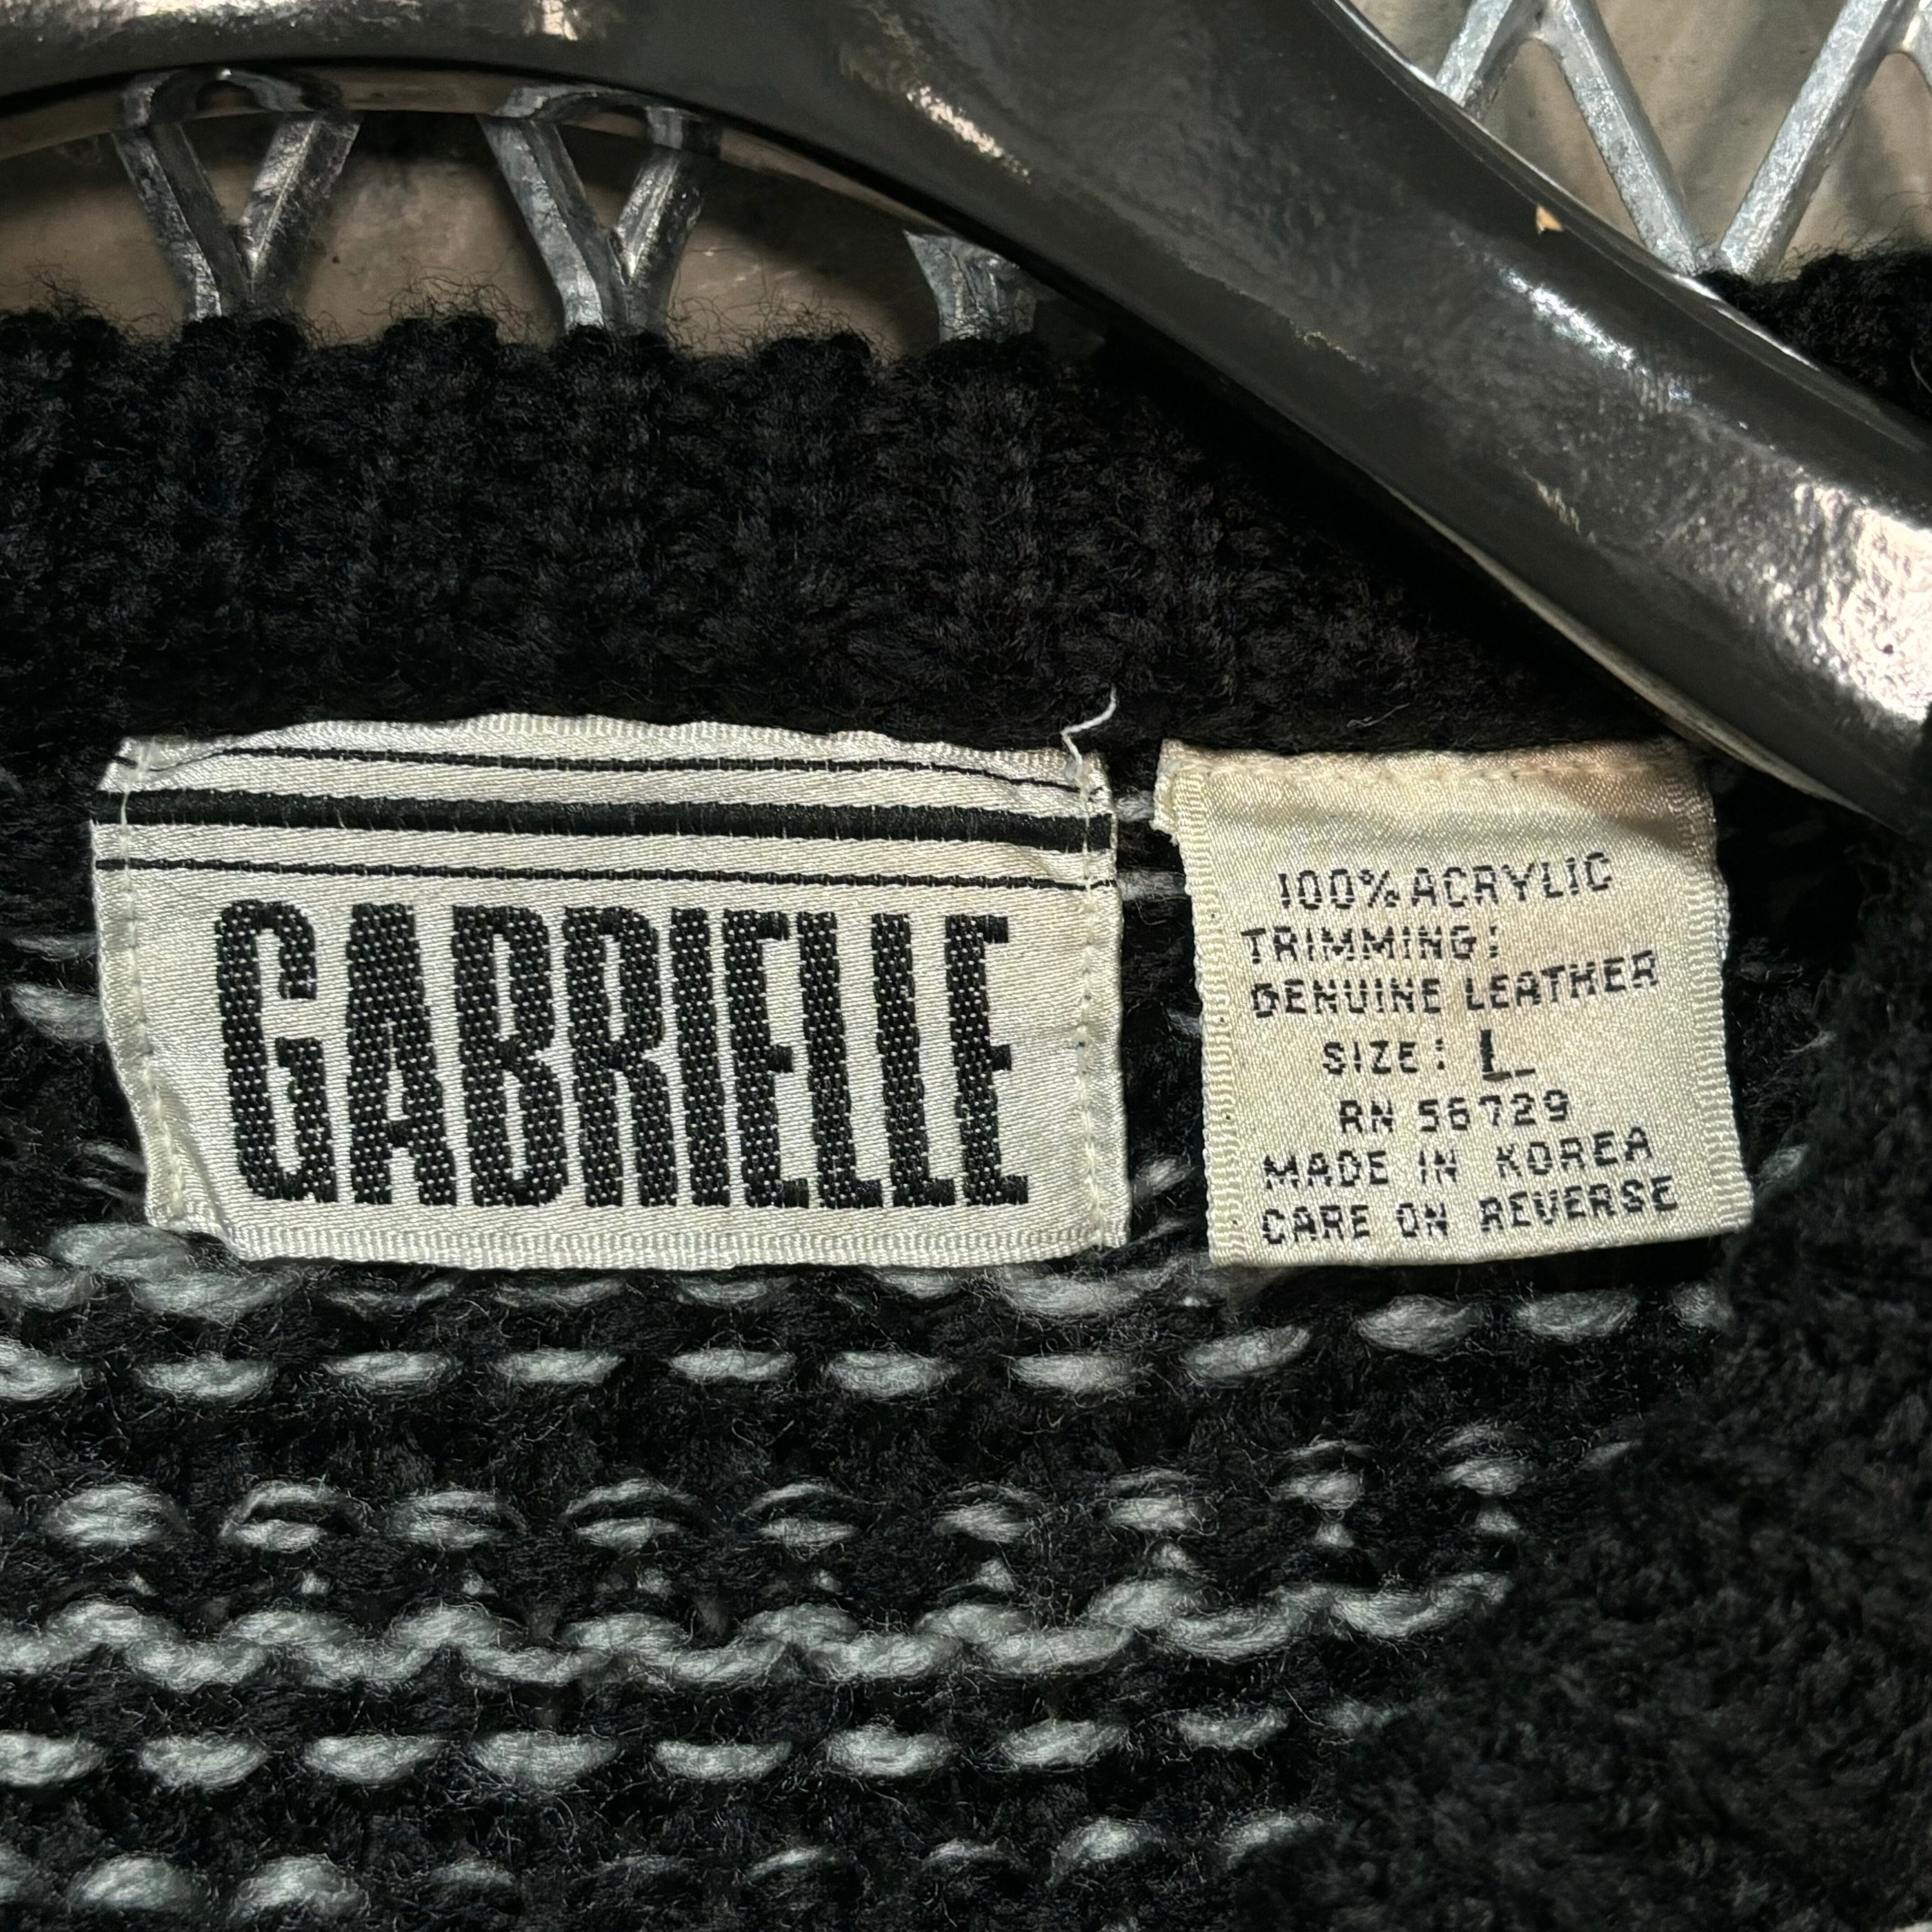 GABRIELLE
100% ACRYLIC
TRIMMING:
GENUINE LEATHER
SIZE: L
RN 56729
MADE IN KOREA
CARE ON REVERSE